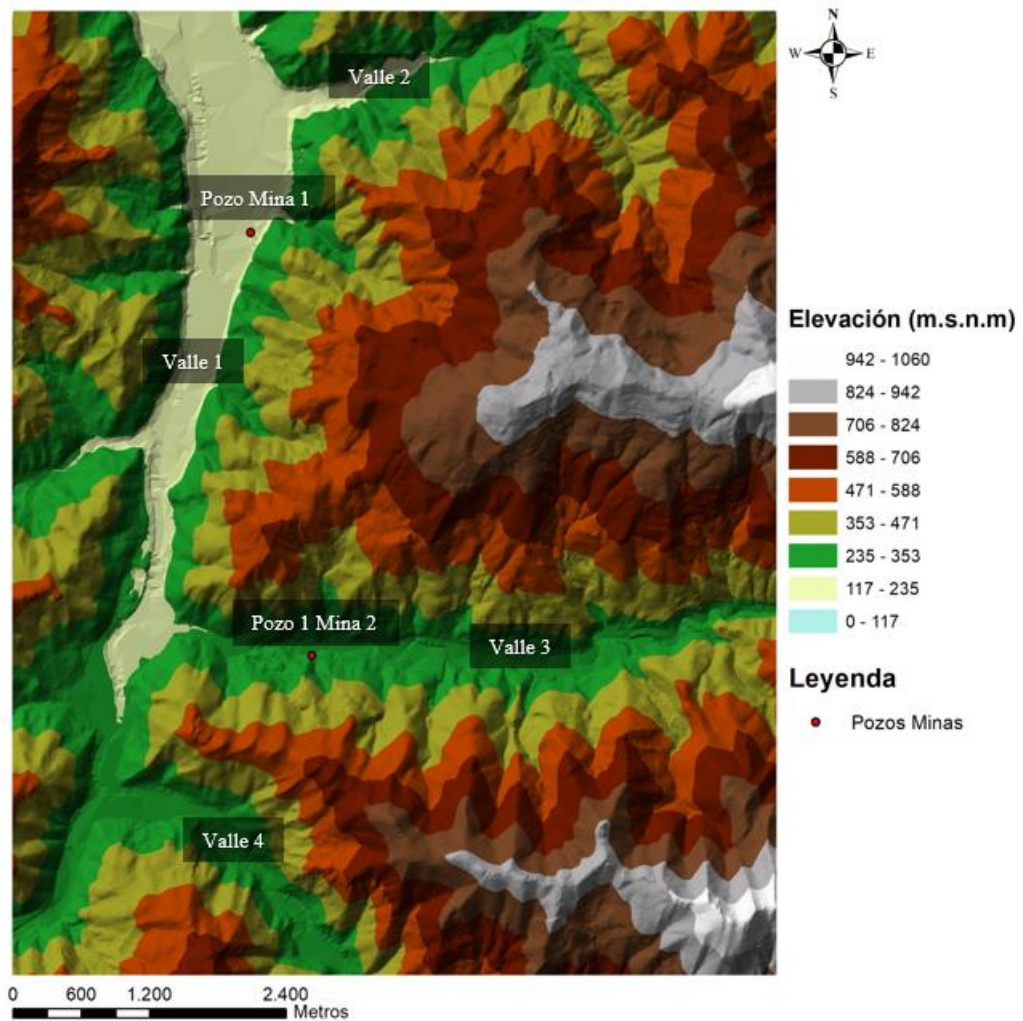 N
W E
S
Valle 2
Pozo Mina 1
Valle 1
Pozo 1 Mina 2
Valle 3
Valle 4
Elevación (m.s.n.m)
942 - 1060
824 - 942
706 - 824
588 - 706
471 - 588
353 - 471
235 - 353
117 - 235
0 - 117
Leyenda
Pozos Minas
0 600 1.200 2.400
Metros